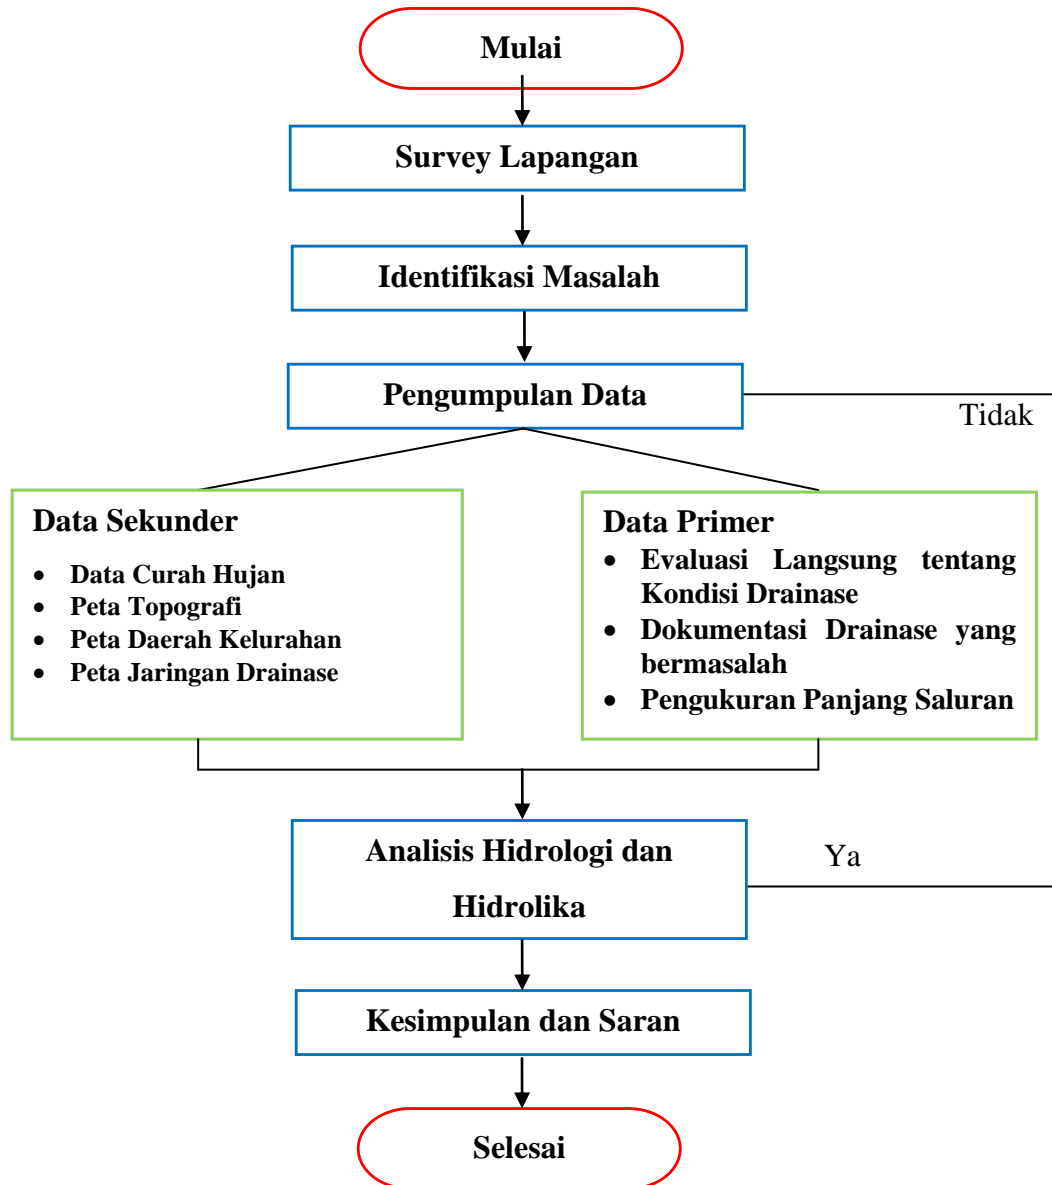 Mulai
Survey Lapangan
Identifikasi Masalah
Pengumpulan Data
Tidak
Data Sekunder
• Data Curah Hujan
• Peta Topografi
• Peta Daerah Kelurahan
• Peta Jaringan Drainase
Data Primer
• Evaluasi Langsung tentang
Kondisi Drainase
• Dokumentasi Drainase yang
bermasalah
• Pengukuran Panjang Saluran
Analisis Hidrologi dan
Hidrolika
Ya
Kesimpulan dan Saran
Selesai